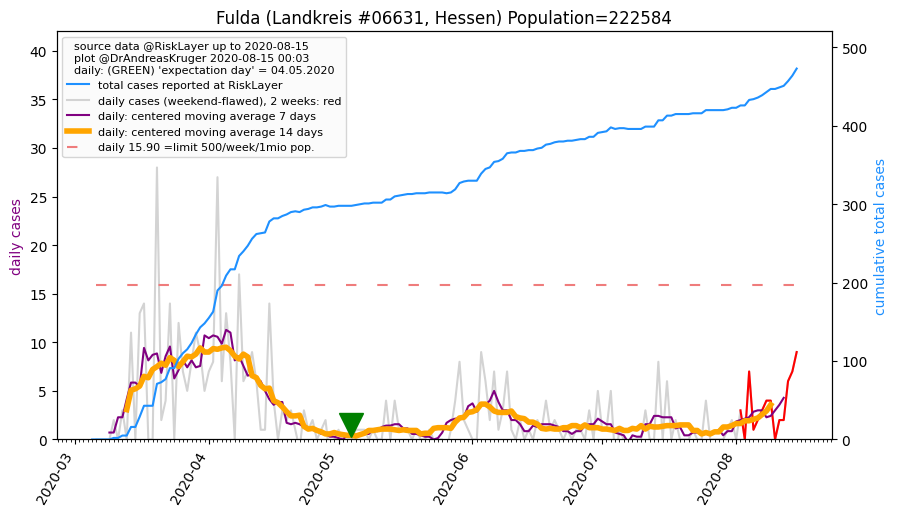 Fulda (Landkreis #06631, Hessen) Population=222584
source data @RiskLayer up to 2020-08-15
plot @DrAndreasKruger 2020-08-15 00:03
daily: (GREEN) 'expectation day' = 04.05.2020
total cases reported at RiskLayer
daily cases (weekend-flawed), 2 weeks: red
daily: centered moving average 7 days
daily: centered moving average 14 days
daily 15.90 =limit 500/week/1mio pop.
daily cases
40
35
30
25
20
15
10
5
0
cumulative total cases
500
400
300
200
100
0
2020-03
2020-04
2020-05
2020-06
2020-07
2020-08